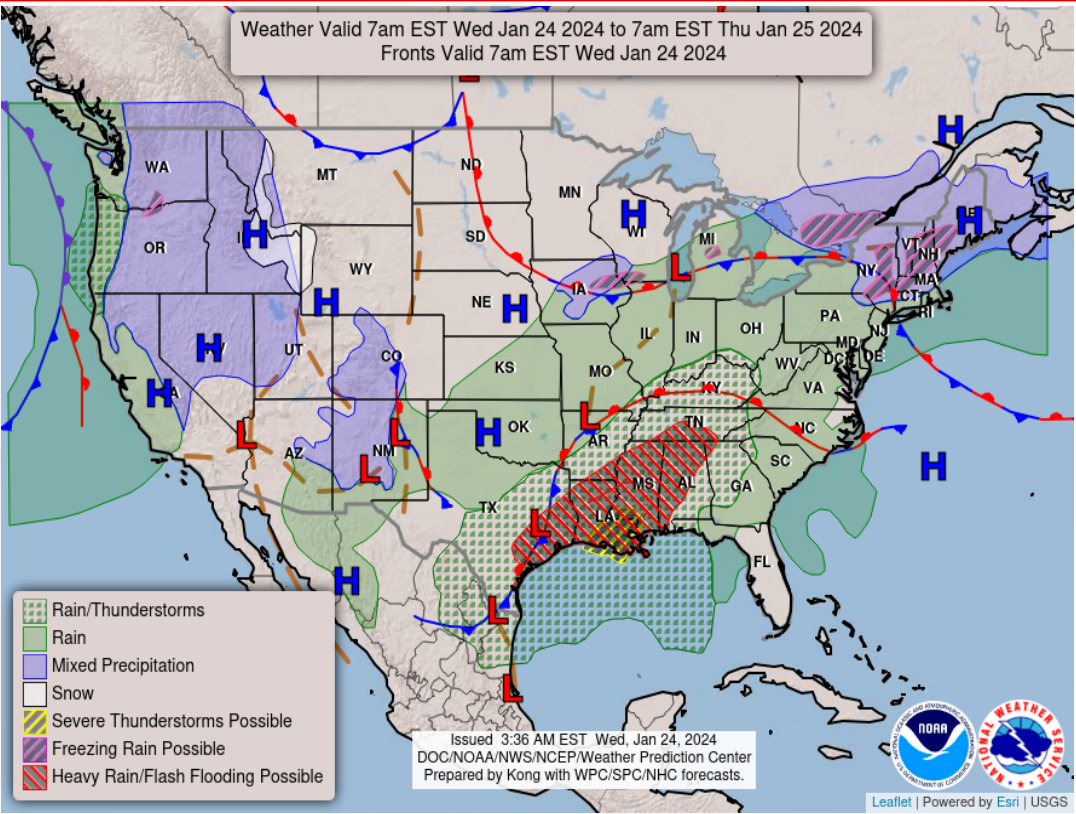 Weather Valid 7am EST Wed Jan 24 2024 to 7am EST Thu Jan 25 2024
Fronts Valid 7am EST Wed Jan 24 2024
L
H
WA
MT
ND
MN
H
WI
H
ME
OR
H
SD
MI
VT
NH
WY
L
NY
MA
H
NE
H
IA
CT
RI
H
UT
CO
IL
IN
OH
PA
NJ
MD
DE
DC
H
KS
MO
WV
VA
KY
L
AZ
L
NM
L
H
OK
L
AR
TN
NC
SC
H
TX
MS
AL
GA
L
LA
FL
H
L
L
Rain/Thunderstorms
Rain
Mixed Precipitation
Snow
Severe Thunderstorms Possible
Freezing Rain Possible
Heavy Rain/Flash Flooding Possible
Issued 3:36 AM EST Wed, Jan 24, 2024
DOC/NOAA/NWS/NCEP/Weather Prediction Center
Prepared by Kong with WPC/SPC/NHC forecasts.
NOAA
NATIONAL WEATHER SERVICE
Leaflet | Powered by Esri | USGS